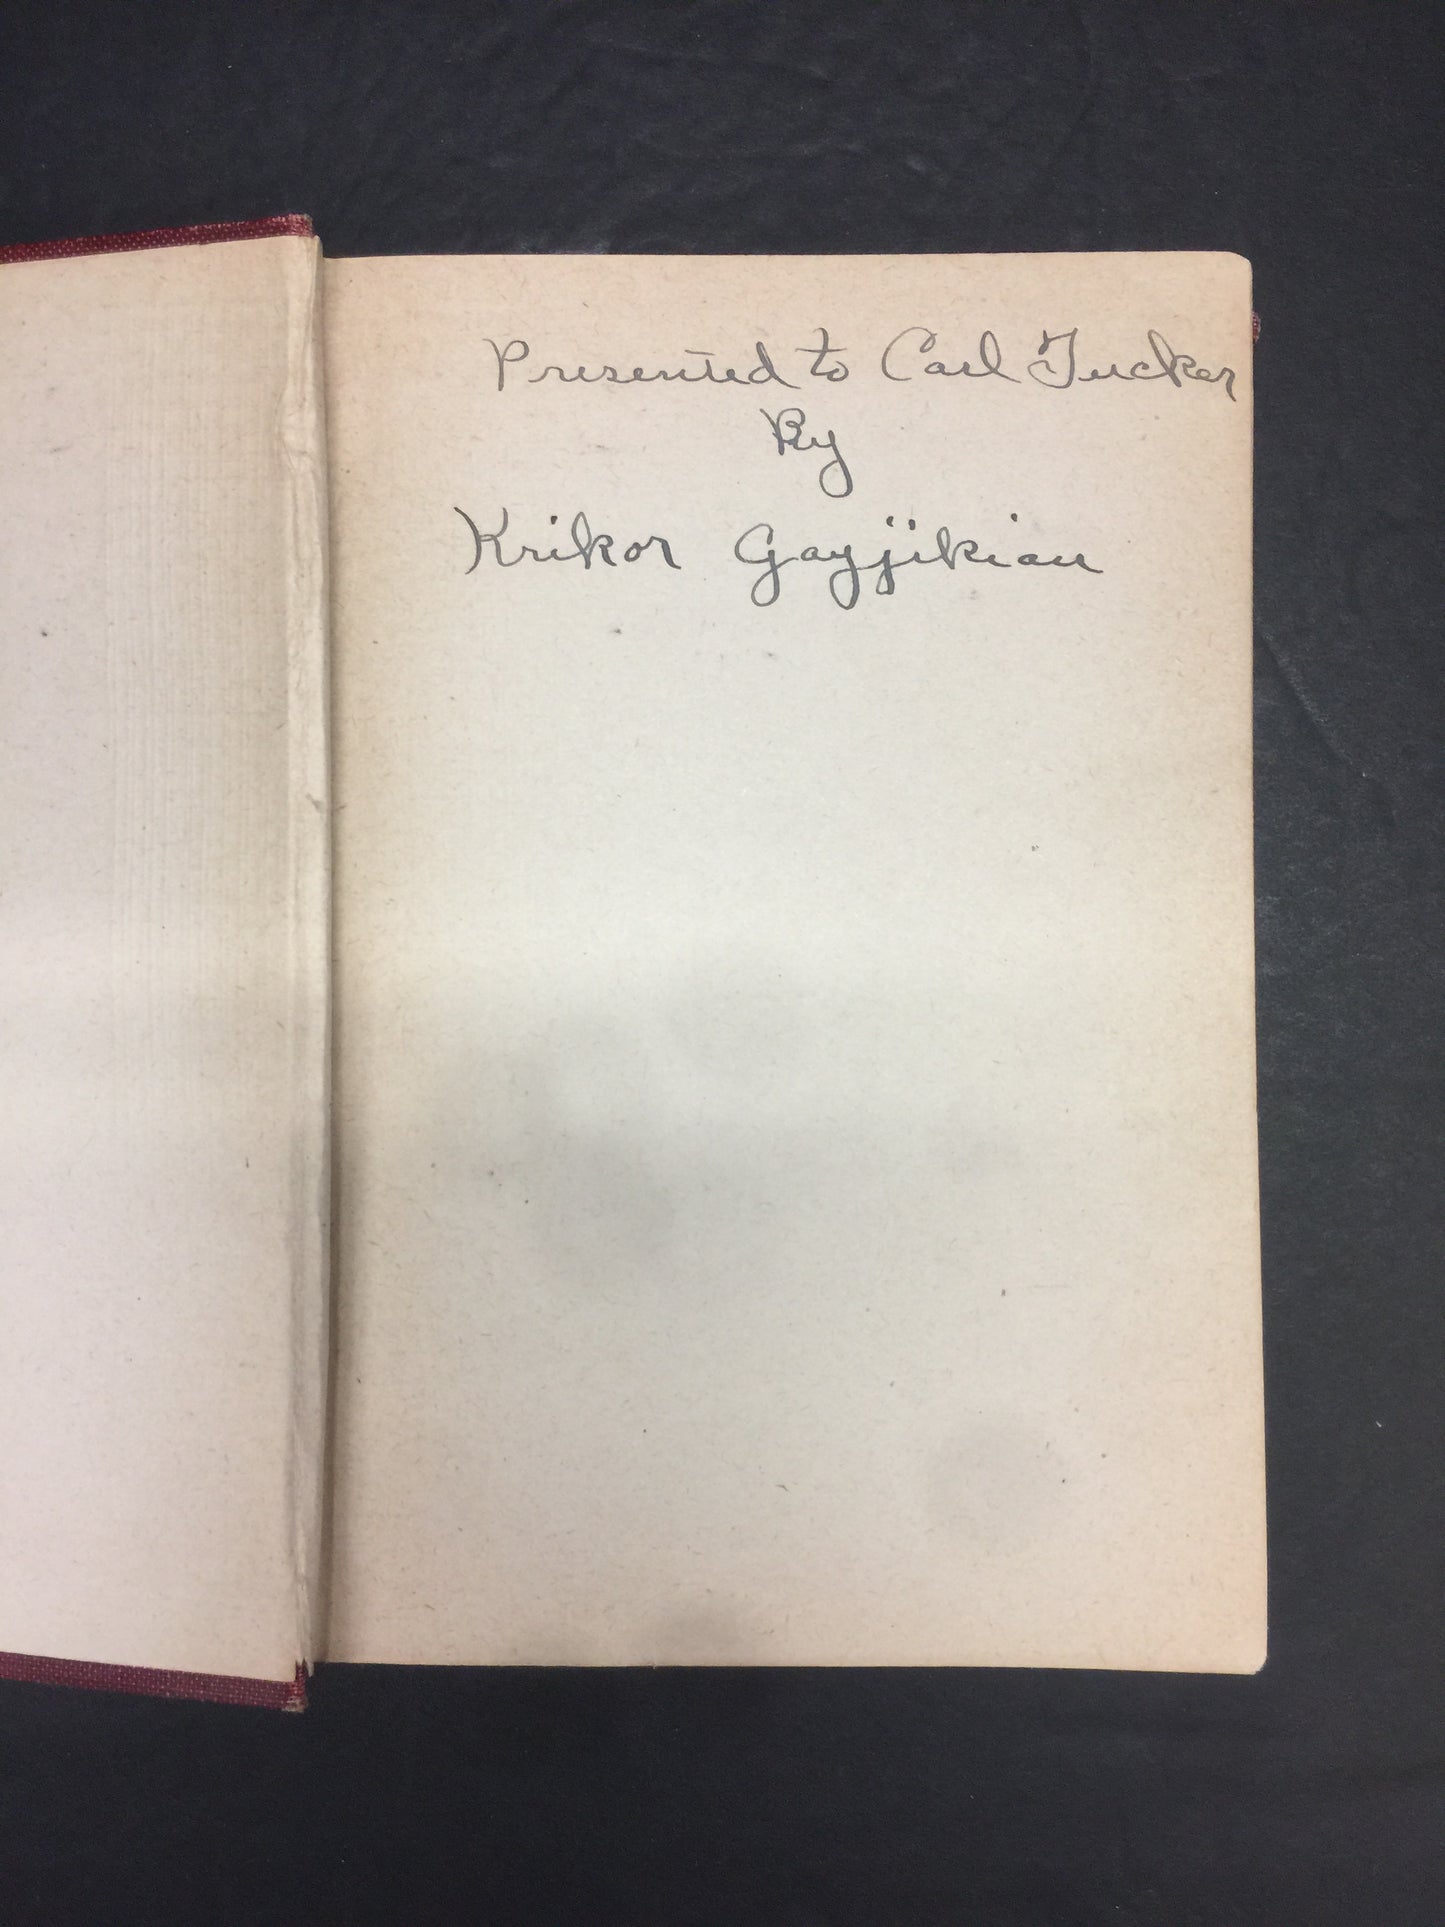 Presented to Carl Tucker
By
Krikor Gayjikian